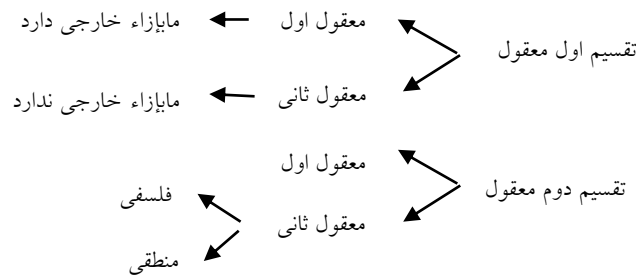 معقول اول
مابإزاء خارجی دارد
تقسیم اول معقول
معقول ثانی
مابإزاء خارجی ندارد
معقول اول
تقسیم دوم معقول
معقول ثانی
فلسفی
منطقی